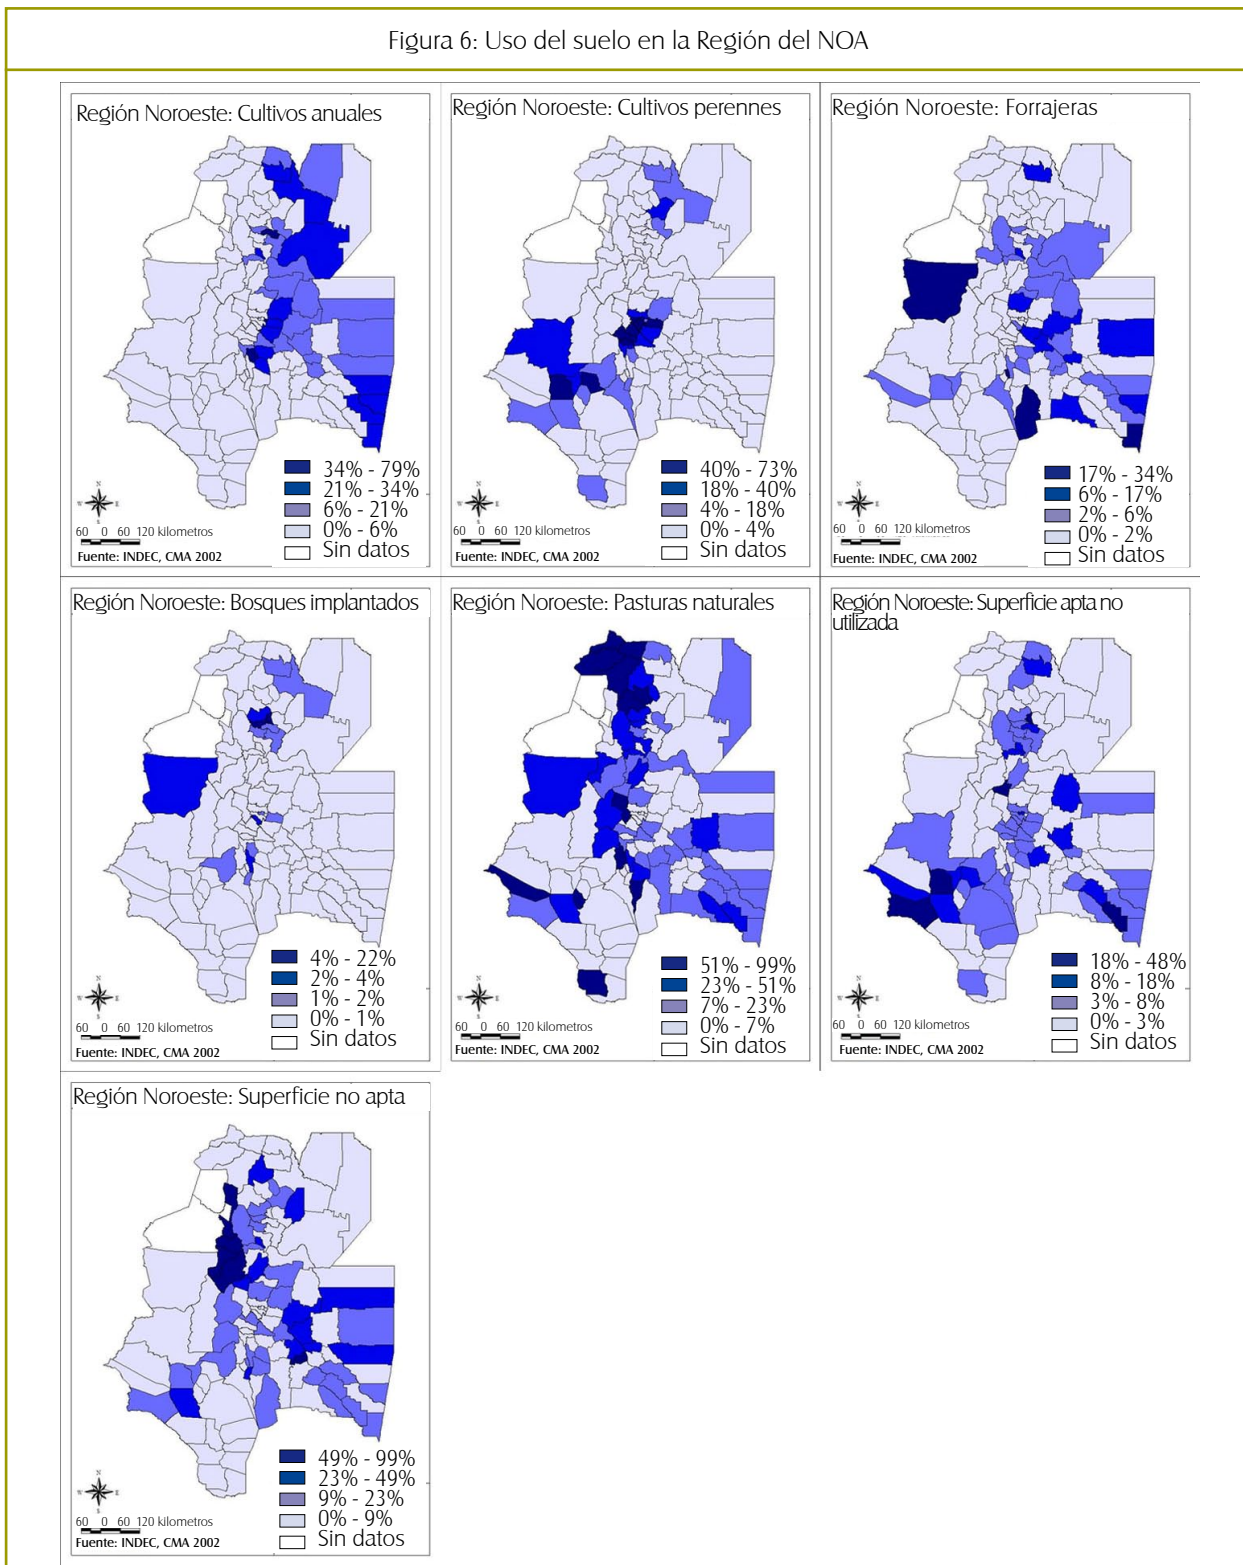 Figura 6: Uso del suelo en la Región del NOA
Región Noroeste: Cultivos anuales
34% - 79%
21% - 34%
6% - 21%
0% - 6%
Sin datos
N
W E
S
60 0 60 120 kilometros
Fuente: INDEC, CMA 2002
Región Noroeste: Cultivos perennes
40% - 73%
18% - 40%
4% - 18%
0% - 4%
Sin datos
N
W E
S
60 0 60 120 kilometros
Fuente: INDEC, CMA 2002
Región Noroeste: Forrajeras
17% - 34%
6% - 17%
2% - 6%
0% - 2%
Sin datos
N
W E
S
60 0 60 120 kilometros
Fuente: INDEC, CMA 2002
Región Noroeste: Bosques implantados
4% - 22%
2% - 4%
1% - 2%
0% - 1%
Sin datos
N
W E
S
60 0 60 120 kilometros
Fuente: INDEC, CMA 2002
Región Noroeste: Pasturas naturales
51% - 99%
23% - 51%
7% - 23%
0% - 7%
Sin datos
N
W E
S
60 0 60 120 kilometros
Fuente: INDEC, CMA 2002
Región Noroeste: Superficie apta no
utilizada
18% - 48%
8% - 18%
3% - 8%
0% - 3%
Sin datos
N
W E
S
60 0 60 120 kilometros
Fuente: INDEC, CMA 2002
Región Noroeste: Superficie no apta
49% - 99%
23% - 49%
9% - 23%
0% - 9%
Sin datos
N
W E
S
60 0 60 120 kilometros
Fuente: INDEC, CMA 2002